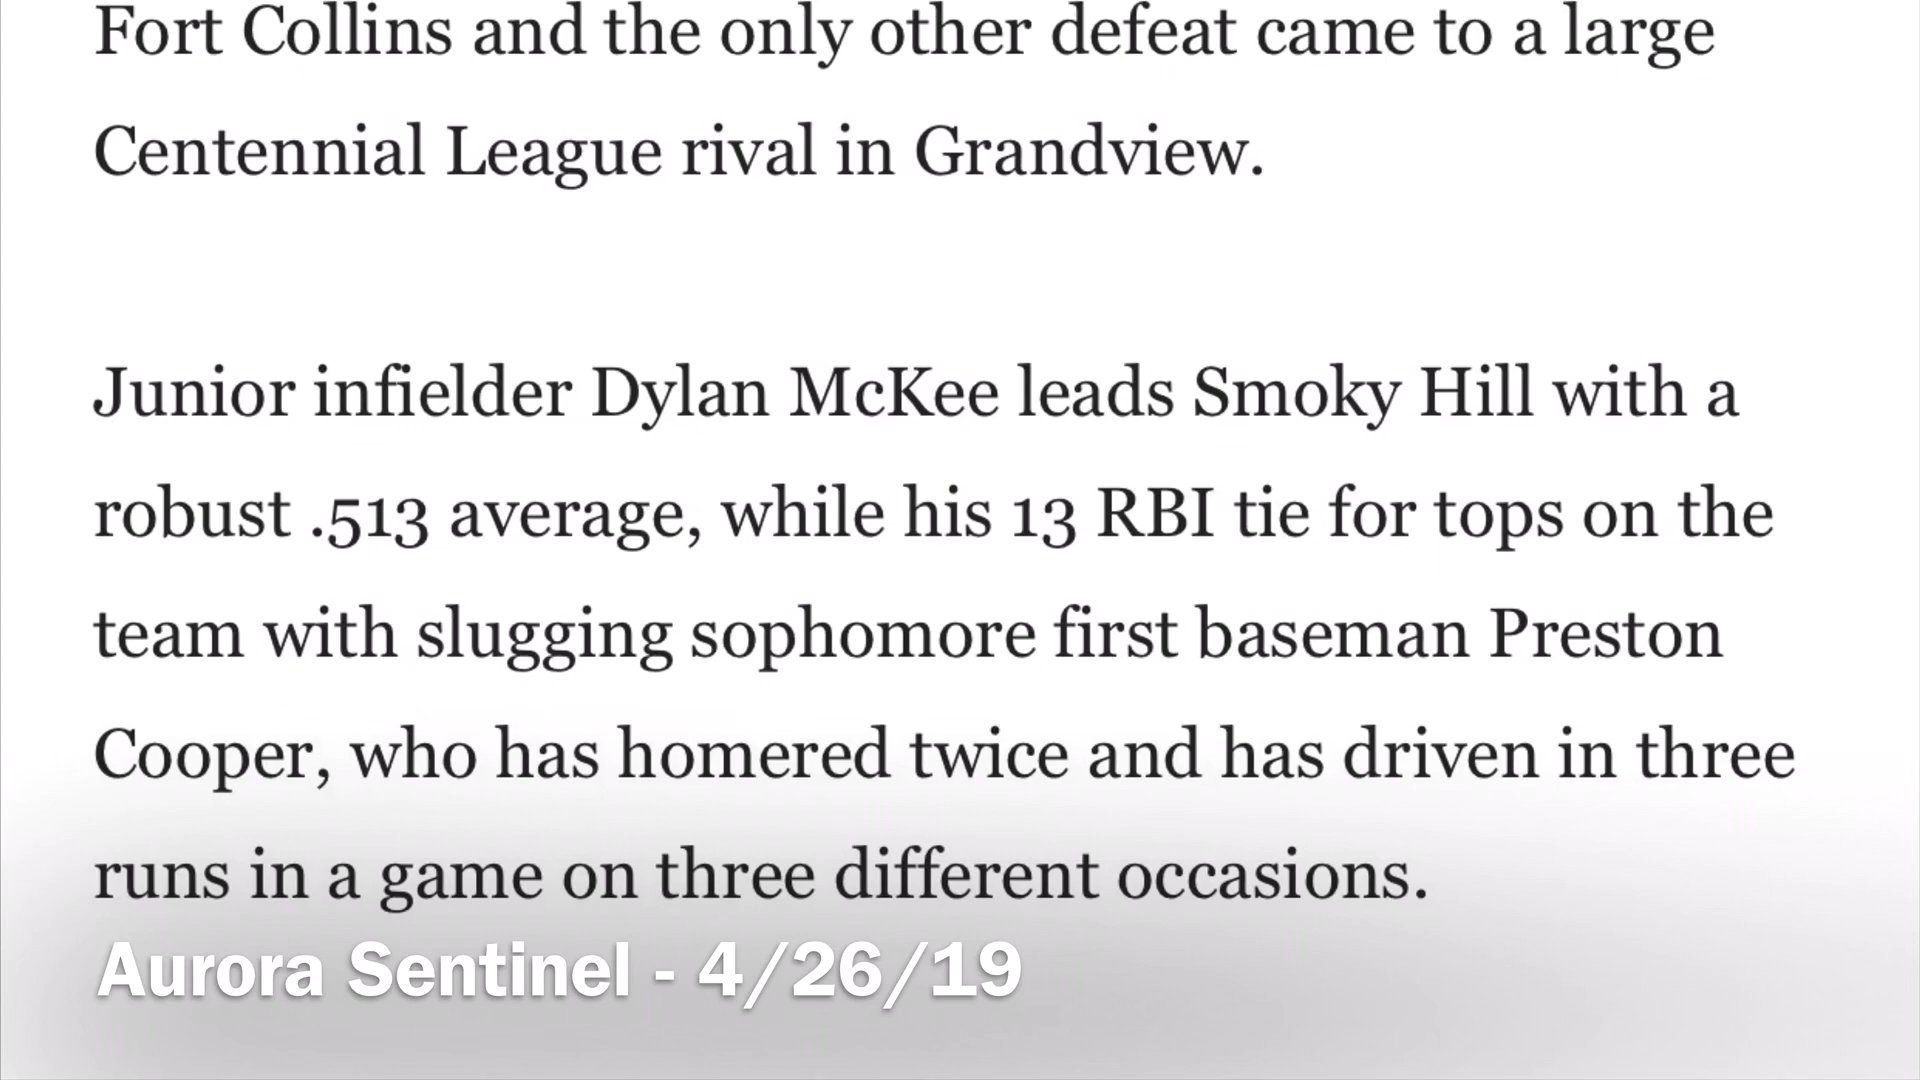 Fort Collins and the only other defeat came to a large
Centennial League rival in Grandview.
Junior infielder Dylan McKee leads Smoky Hill with a
robust .513 average, while his 13 RBI tie for tops on the
team with slugging sophomore first baseman Preston
Cooper, who has homered twice and has driven in three
runs in a game on three different occasions.
Aurora Sentinel - 4/26/19